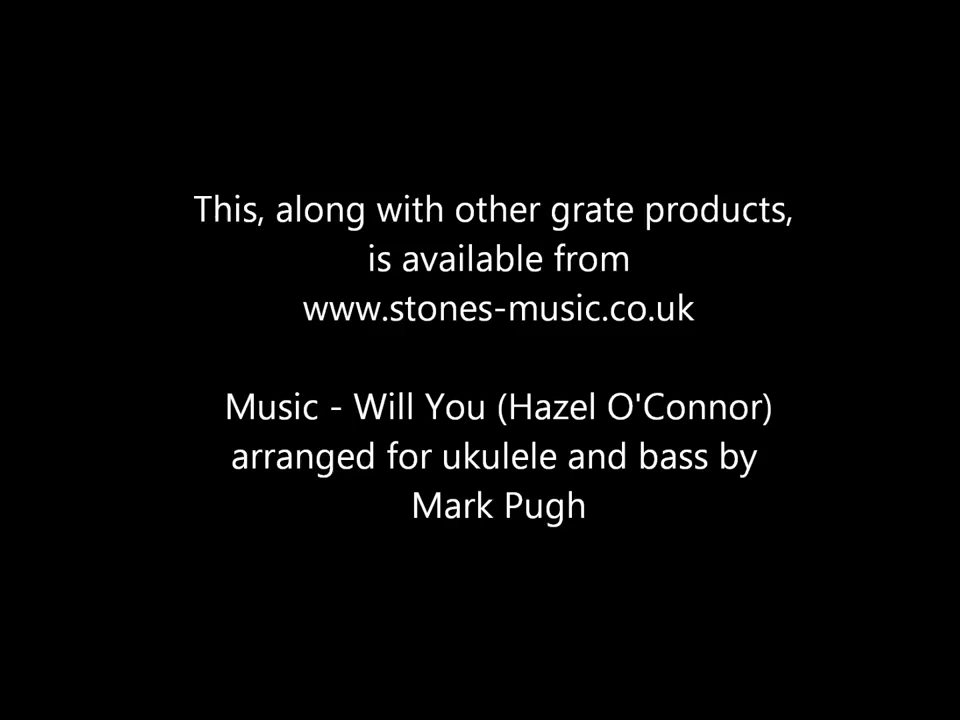 This, along with other grate products,
is available from
www.stones-music.co.uk
Music - Will You (Hazel O'Connor)
arranged for ukulele and bass by
Mark Pugh